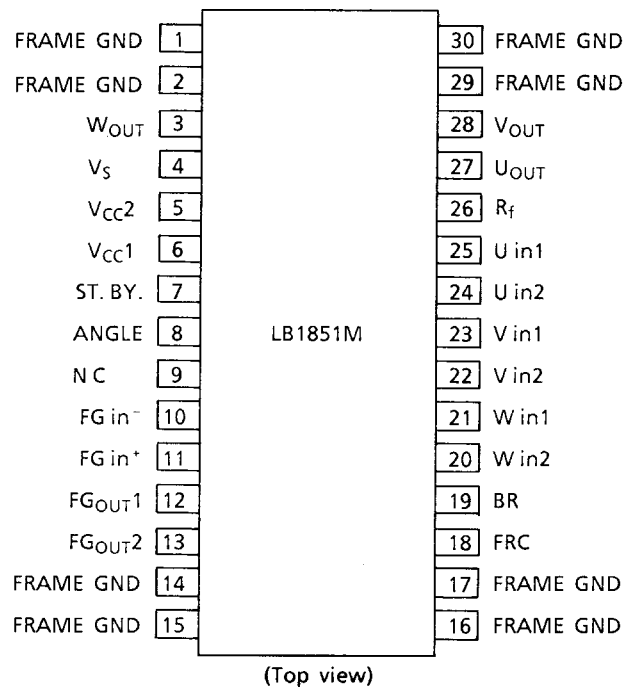 FRAME GND 1 30 FRAME GND
FRAME GND 2 29 FRAME GND
WOUT 3 28 VOUT
VS 4 27 UOUT
VCC2 5 26 Rf
VCC1 6 25 U in1
ST. BY. 7 24 U in2
ANGLE 8 LB1851M 23 V in1
N C 9 22 V in2
FG in⁻ 10 21 W in1
FG in⁺ 11 20 W in2
FGOUT1 12 19 BR
FGOUT2 13 18 FRC
FRAME GND 14 17 FRAME GND
FRAME GND 15 16 FRAME GND
(Top view)